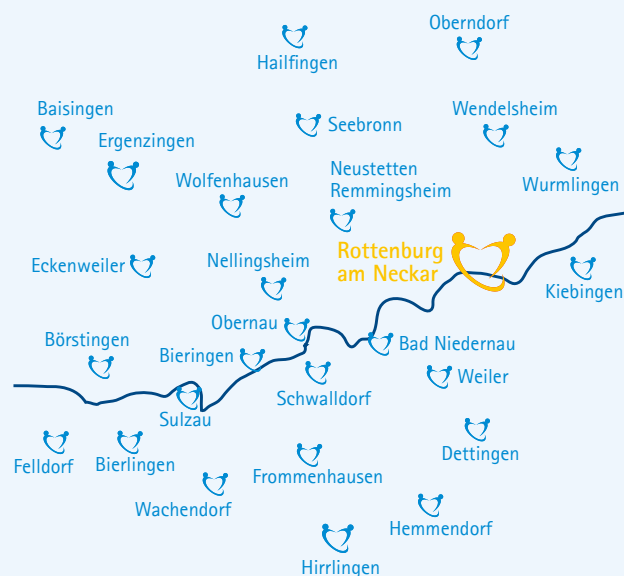 Oberndorf
Hailfingen
Baisingen
Seebronn
Wendelsheim
Ergenzingen
Wolfenhausen
Neustetten
Remmingsheim
Wurmlingen
Rottenburg
am Neckar
Eckenweiler
Nellingsheim
Kiebingen
Obernau
Börstingen
Bieringen
Bad Niedernau
Schwalldorf
Weiler
Sulzau
Felldorf
Bierlingen
Dettingen
Frommenhausen
Wachendorf
Hemmendorf
Hirrlingen